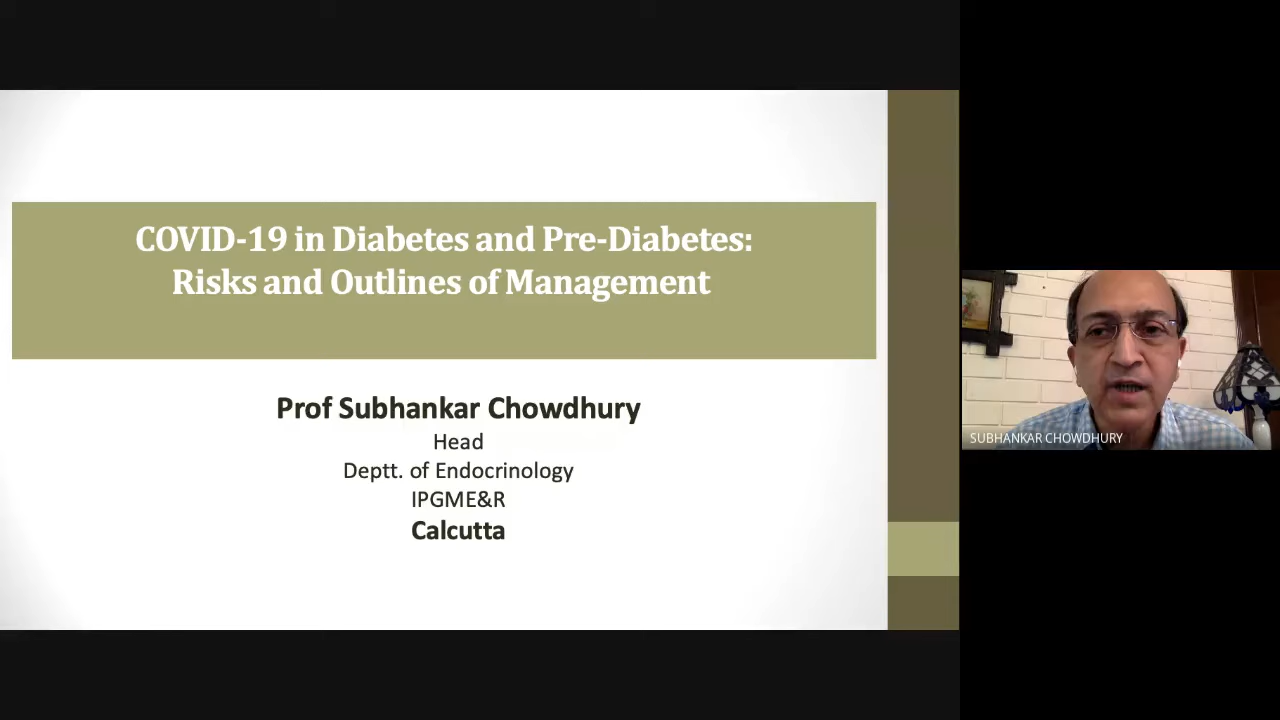 COVID-19 in Diabetes and Pre-Diabetes:
Risks and Outlines of Management
Prof Subhankar Chowdhury
Head
Deptt. of Endocrinology
IPGME&R
Calcutta
SUBHANKAR CHOWDHURY